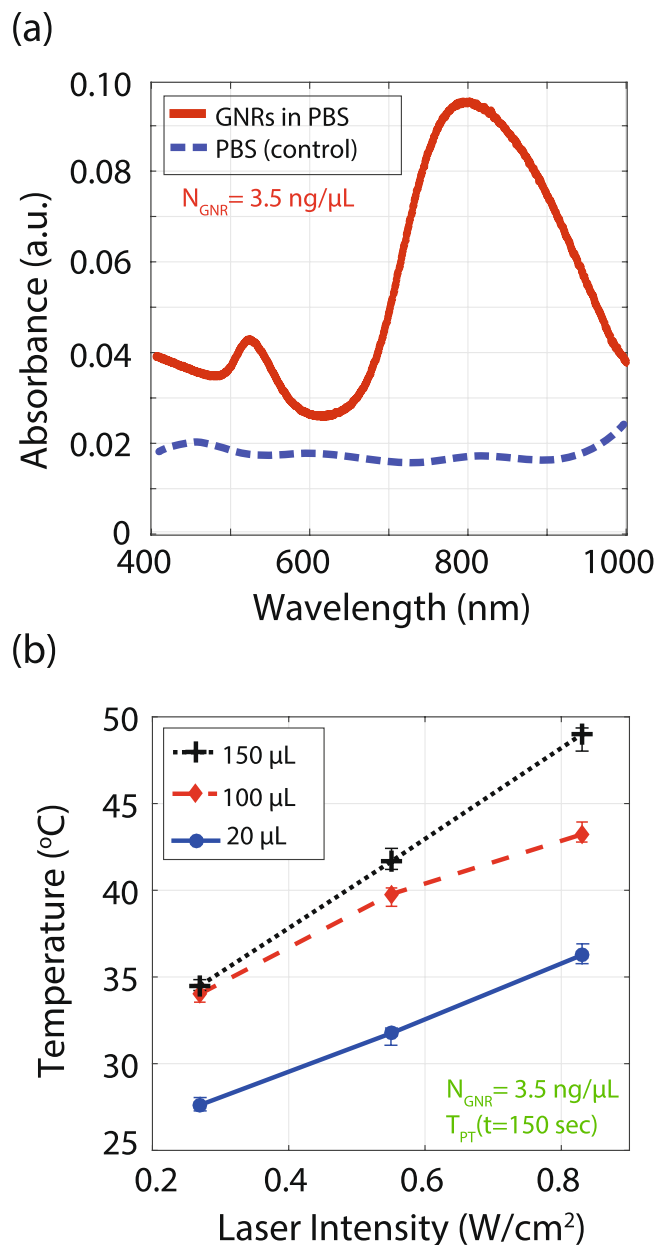 (a)
0.10
0.08
0.06
0.04
0.02
0
Absorbance (a.u.)
GNRs in PBS
PBS (control)
N_GNR= 3.5 ng/µL
400 600 800 1000
Wavelength (nm)
(b)
50
45
40
35
30
25
Temperature (ºC)
150 µL
100 µL
20 µL
N_GNR= 3.5 ng/µL
T_PT(t=150 sec)
0.2 0.4 0.6 0.8
Laser Intensity (W/cm²)